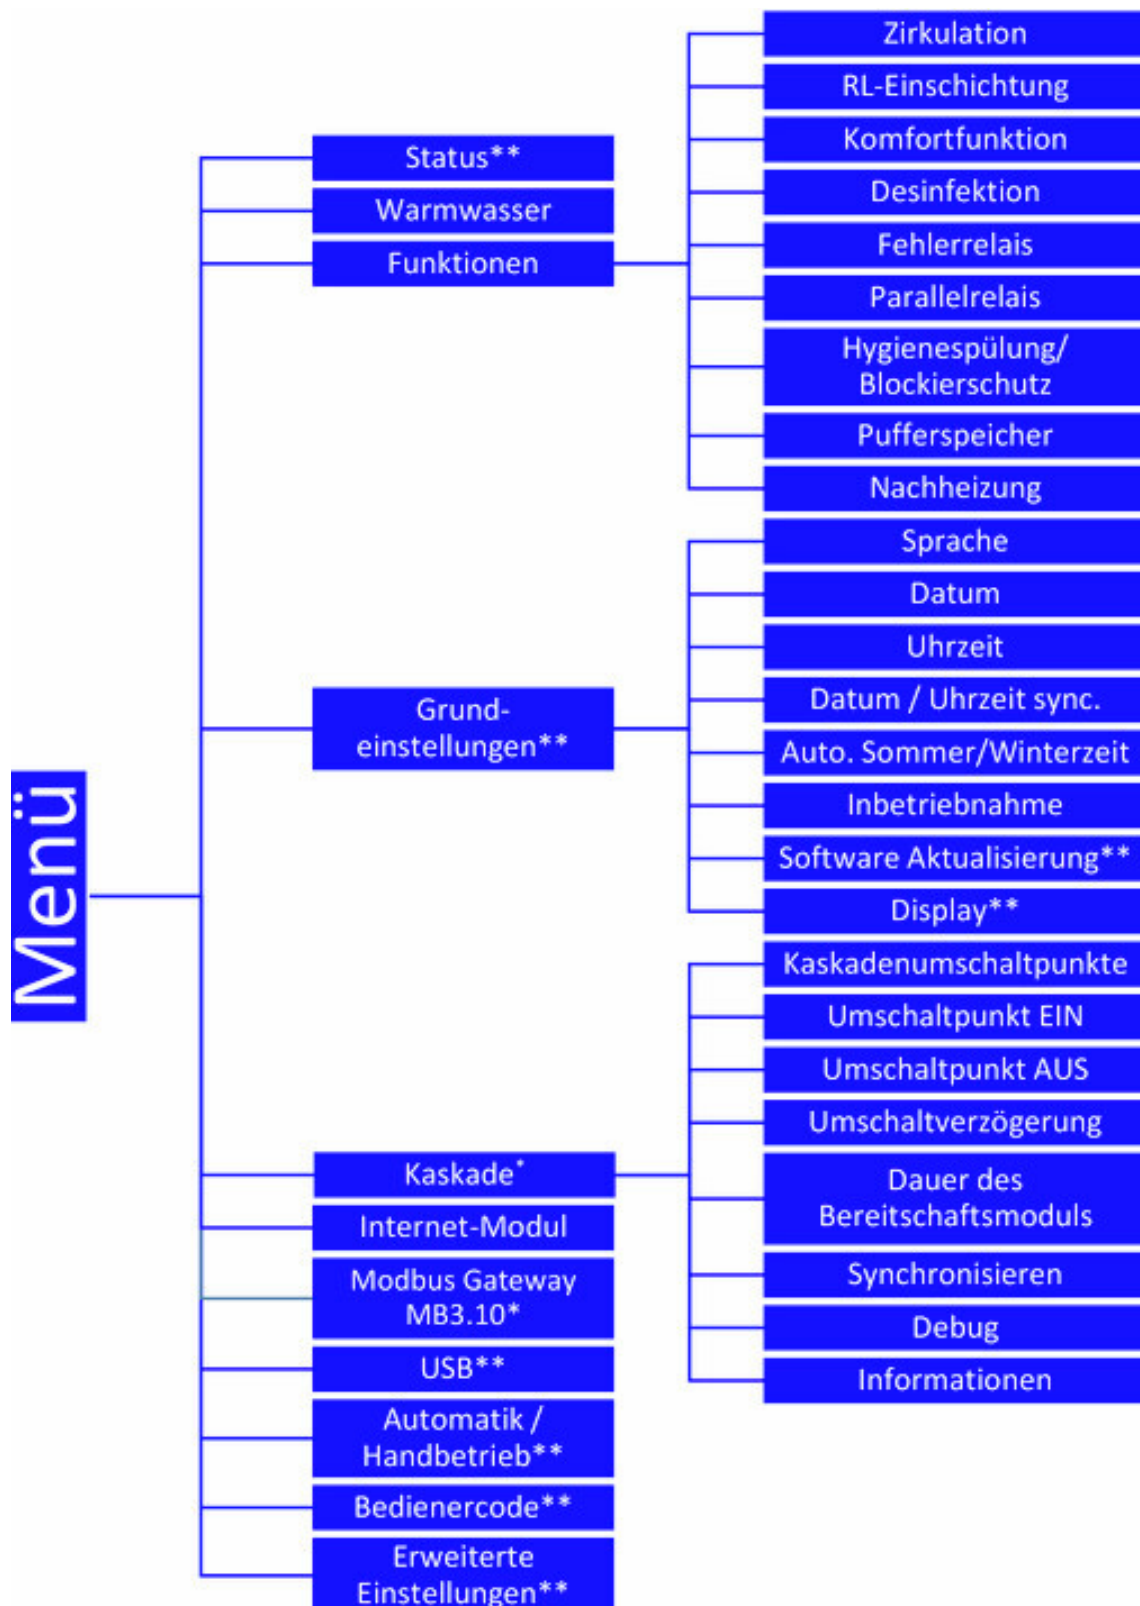 Menü
Status**
Warmwasser
Funktionen
Zirkulation
RL-Einschichtung
Komfortfunktion
Desinfektion
Fehlerrelais
Parallelrelais
Hygienespülung/
Blockierschutz
Pufferspeicher
Nachheizung
Grund-
einstellungen**
Sprache
Datum
Uhrzeit
Datum / Uhrzeit sync.
Auto. Sommer/Winterzeit
Inbetriebnahme
Software Aktualisierung**
Display**
Kaskade*
Kaskadenumschaltpunkte
Umschaltpunkt EIN
Umschaltpunkt AUS
Umschaltverzögerung
Dauer des
Bereitschaftsmoduls
Synchronisieren
Debug
Informationen
Internet-Modul
Modbus Gateway
MB3.10*
USB**
Automatik /
Handbetrieb**
Bedienercode**
Erweiterte
Einstellungen**